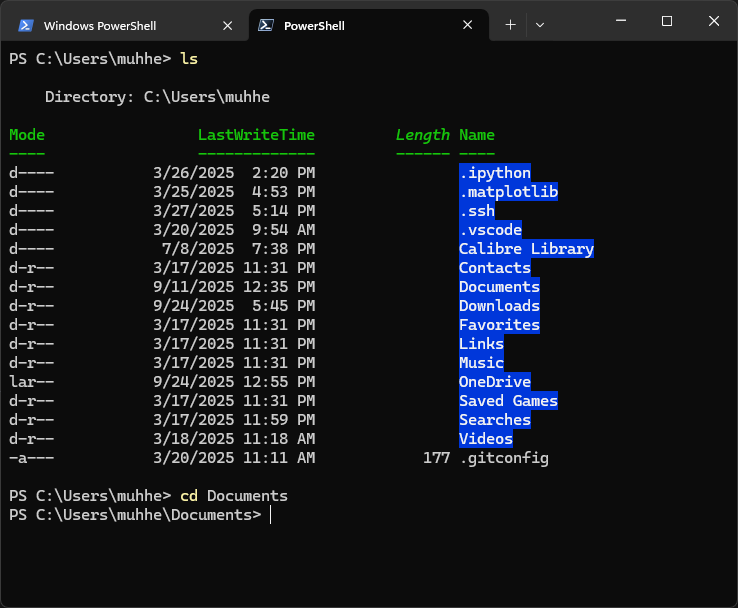 Windows PowerShell PowerShell
PS C:\Users\muhhe> ls
Directory: C:\Users\muhhe
Mode LastWriteTime Length Name
---- ------------- ------ ----
d---- 3/26/2025 2:20 PM .ipython
d---- 3/25/2025 4:53 PM .matplotlib
d---- 3/27/2025 5:14 PM .ssh
d---- 3/20/2025 9:54 AM .vscode
d---- 7/8/2025 7:38 PM Calibre Library
d-r-- 3/17/2025 11:31 PM Contacts
d-r-- 9/11/2025 12:35 PM Documents
d-r-- 9/24/2025 5:45 PM Downloads
d-r-- 3/17/2025 11:31 PM Favorites
d-r-- 3/17/2025 11:31 PM Links
d-r-- 3/17/2025 11:31 PM Music
lar-- 9/24/2025 12:55 PM OneDrive
d-r-- 3/17/2025 11:31 PM Saved Games
d-r-- 3/17/2025 11:59 PM Searches
d-r-- 3/18/2025 11:18 AM Videos
-a--- 3/20/2025 11:11 AM 177 .gitconfig
PS C:\Users\muhhe> cd Documents
PS C:\Users\muhhe\Documents>